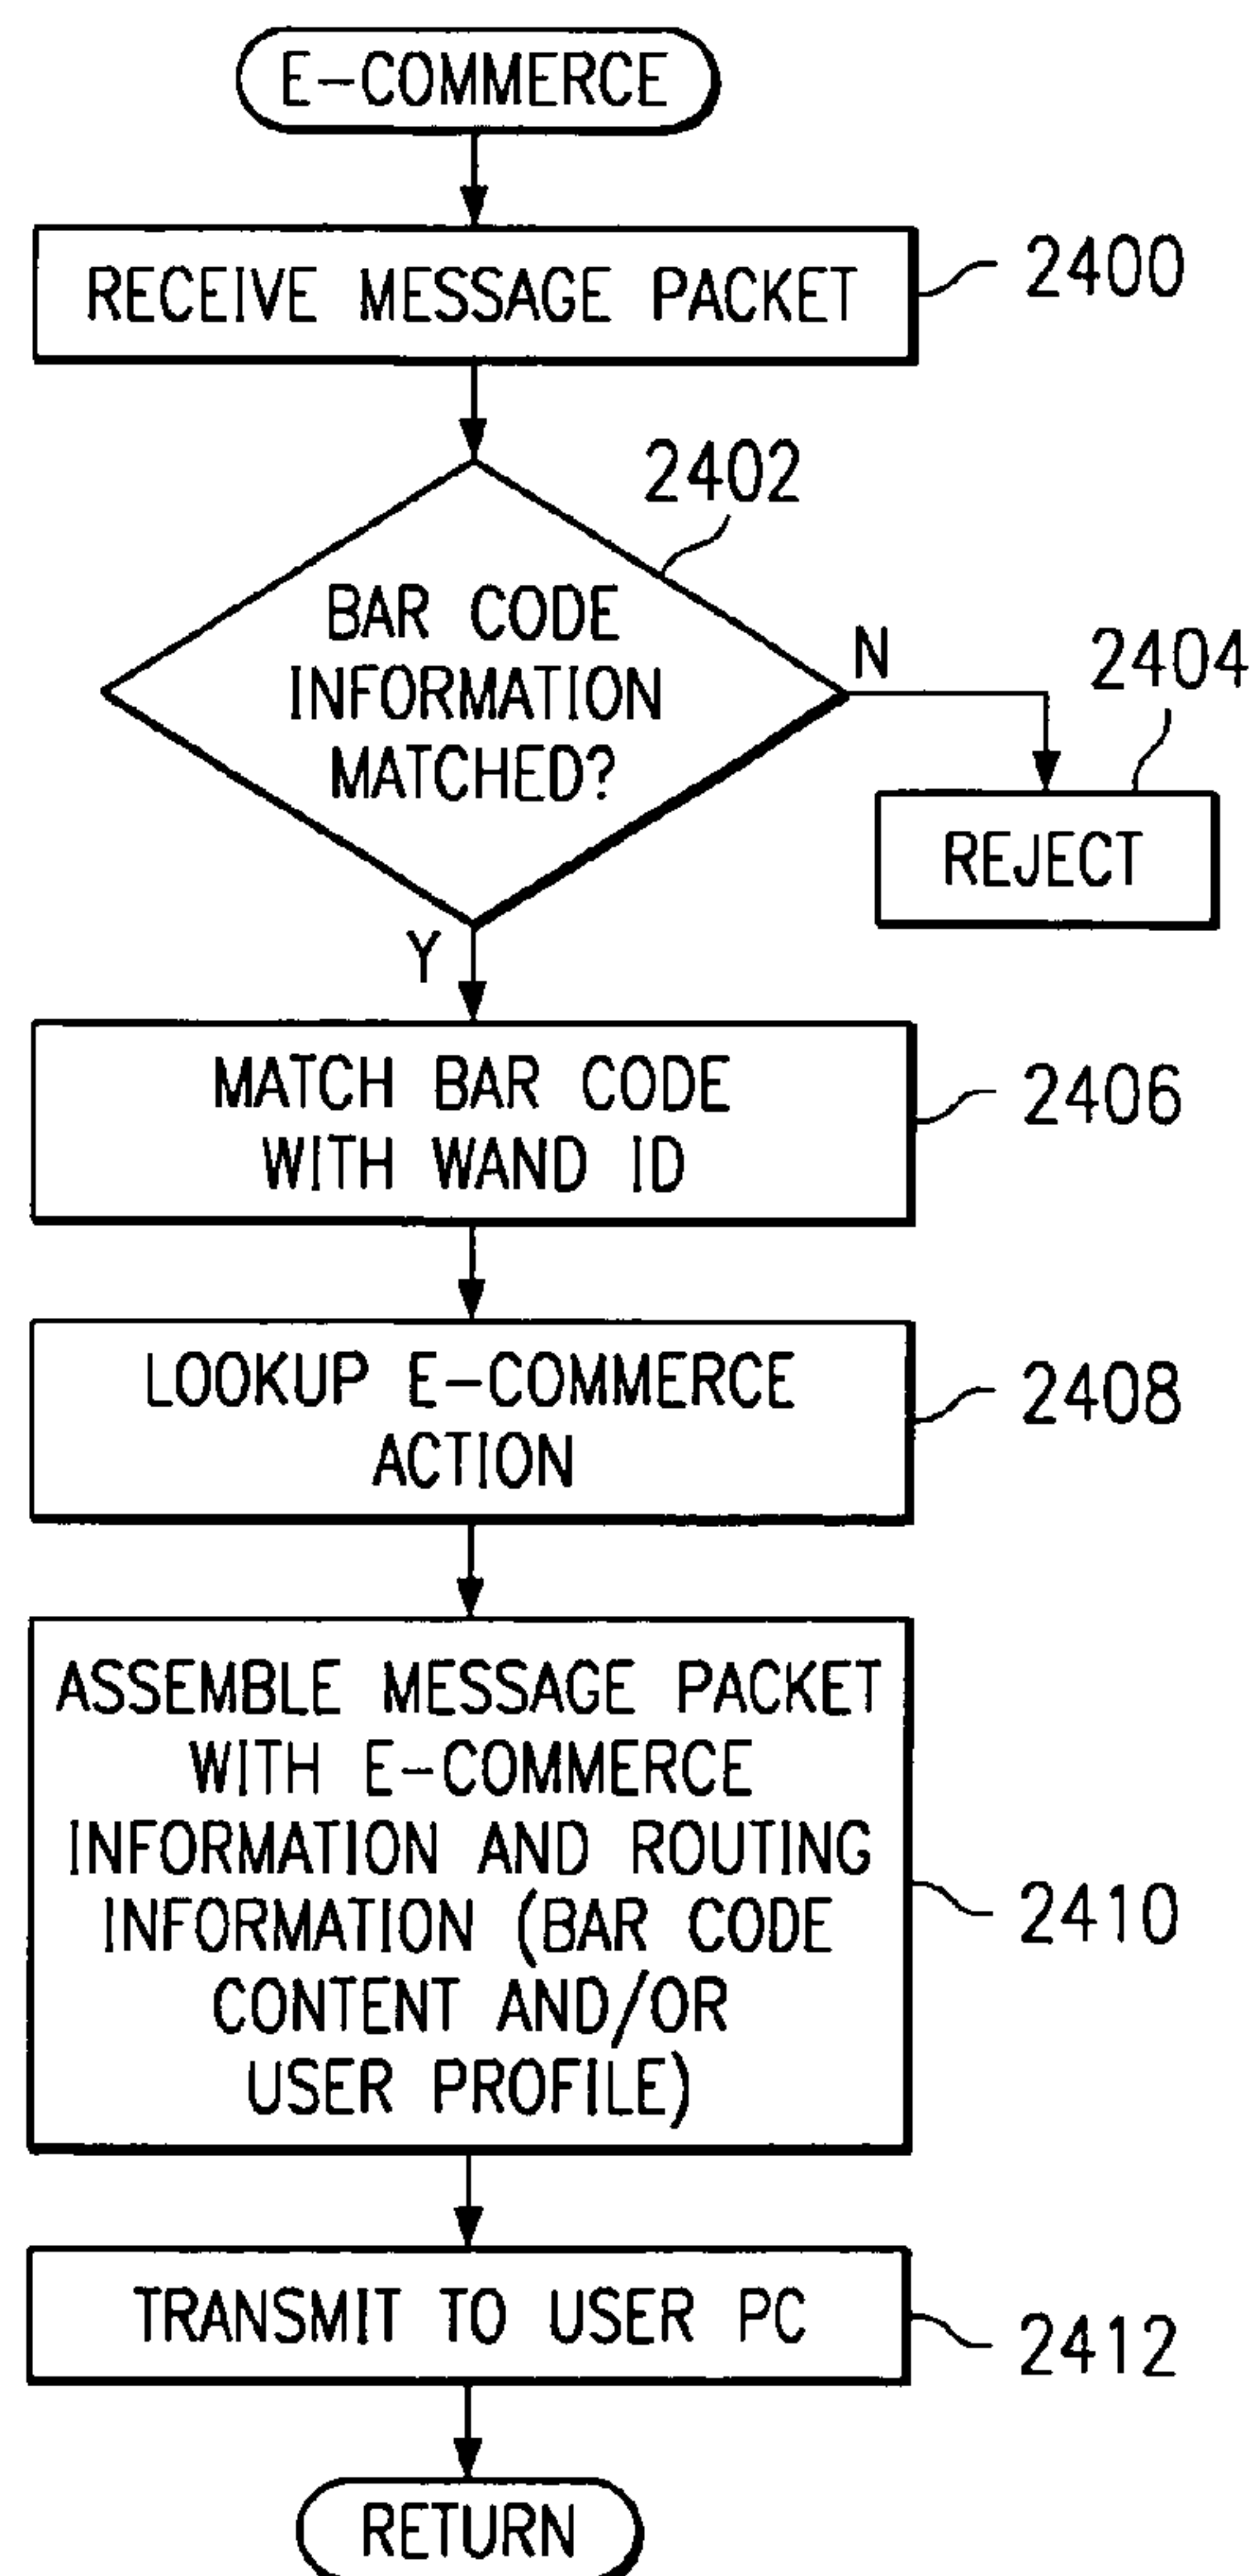 E-COMMERCE
RECEIVE MESSAGE PACKET
2400
2402
BAR CODE
INFORMATION
MATCHED?
N
2404
REJECT
Y
MATCH BAR CODE
WITH WAND ID
2406
LOOKUP E-COMMERCE
ACTION
2408
ASSEMBLE MESSAGE PACKET
WITH E-COMMERCE
INFORMATION AND ROUTING
INFORMATION (BAR CODE
CONTENT AND/OR
USER PROFILE)
2410
TRANSMIT TO USER PC
2412
RETURN